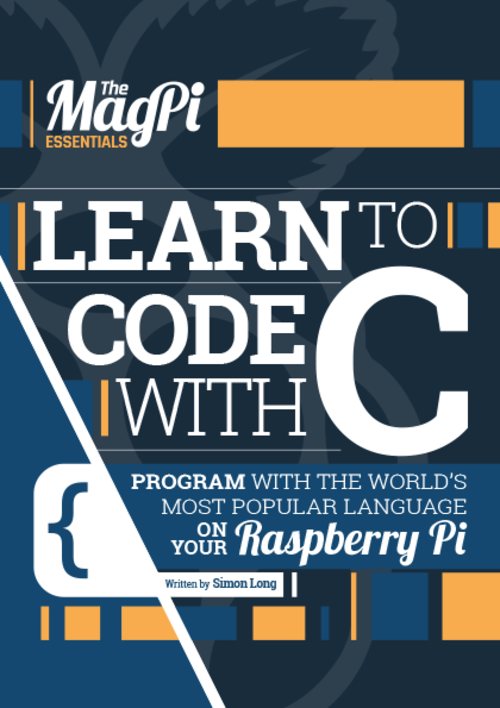 The
MagPi
ESSENTIALS
LEARN TO
CODE
WITH C
{
PROGRAM WITH THE WORLD'S
MOST POPULAR LANGUAGE
ON YOUR Raspberry Pi
Written by Simon Long